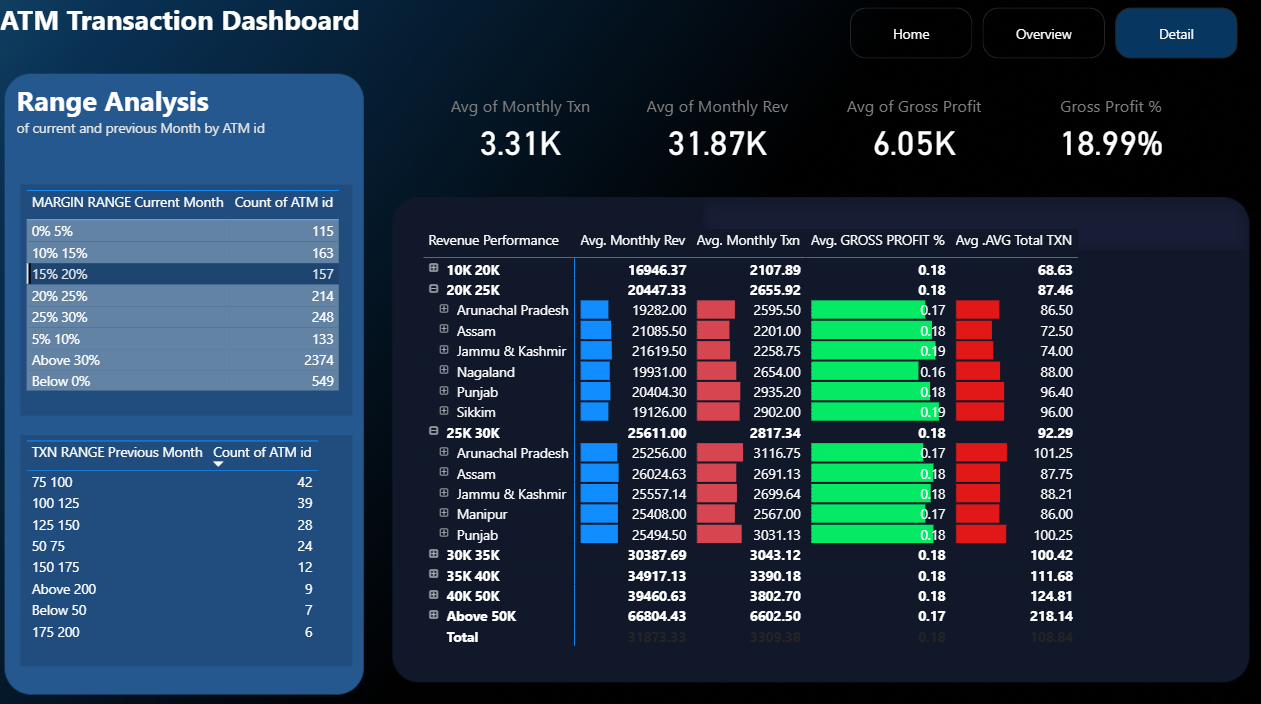 ATM Transaction Dashboard
Home
Overview
Detail
Range Analysis
of current and previous Month by ATM id
MARGIN RANGE Current Month Count of ATM id
0% 5% 115
10% 15% 163
15% 20% 157
20% 25% 214
25% 30% 248
5% 10% 133
Above 30% 2374
Below 0% 549
TXN RANGE Previous Month Count of ATM id
75 100 42
100 125 39
125 150 28
50 75 24
150 175 12
Above 200 9
Below 50 7
175 200 6
Avg of Monthly Txn
3.31K
Avg of Monthly Rev
31.87K
Avg of Gross Profit
6.05K
Gross Profit %
18.99%
Revenue Performance Avg. Monthly Rev Avg. Monthly Txn Avg. GROSS PROFIT % Avg .AVG Total TXN
10K 20K 16946.37 2107.89 0.18 68.63
20K 25K 20447.33 2655.92 0.18 87.46
Arunachal Pradesh 19282.00 2595.50 0.17 86.50
Assam 21085.50 2201.00 0.18 72.50
Jammu & Kashmir 21619.50 2258.75 0.19 74.00
Nagaland 19931.00 2654.00 0.16 88.00
Punjab 20404.30 2935.20 0.18 96.40
Sikkim 19126.00 2902.00 0.19 96.00
25K 30K 25611.00 2817.34 0.18 92.29
Arunachal Pradesh 25256.00 3116.75 0.17 101.25
Assam 26024.63 2691.13 0.18 87.75
Jammu & Kashmir 25557.14 2699.64 0.18 88.21
Manipur 25408.00 2567.00 0.17 86.00
Punjab 25494.50 3031.13 0.18 100.25
30K 35K 30387.69 3043.12 0.18 100.42
35K 40K 34917.13 3390.18 0.18 111.68
40K 50K 39460.63 3802.70 0.18 124.81
Above 50K 66804.43 6602.50 0.17 218.14
Total 31873.33 3309.38 0.18 108.84